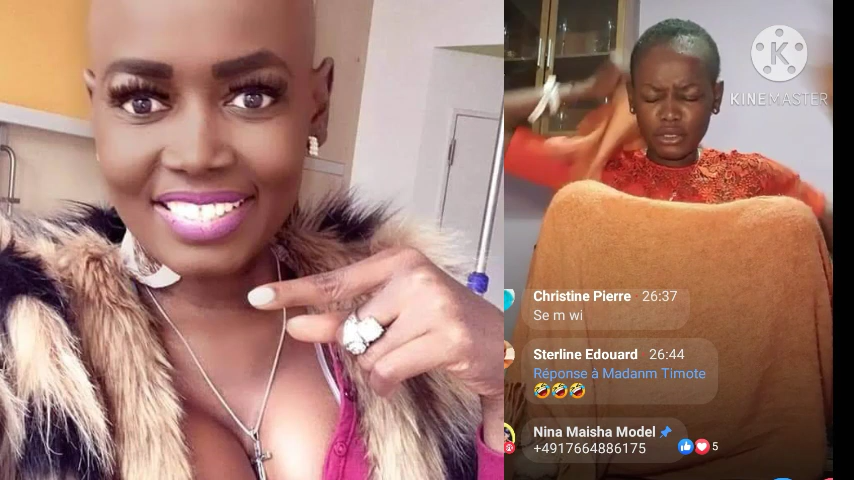 K
KINEMASTER
Christine Pierre 26:37
Se m wi
Sterline Edouard 26:44
Réponse à Madanm Timote
🤣🤣🤣
Nina Maisha Model 📌
+4917664886175 👍❤️ 5